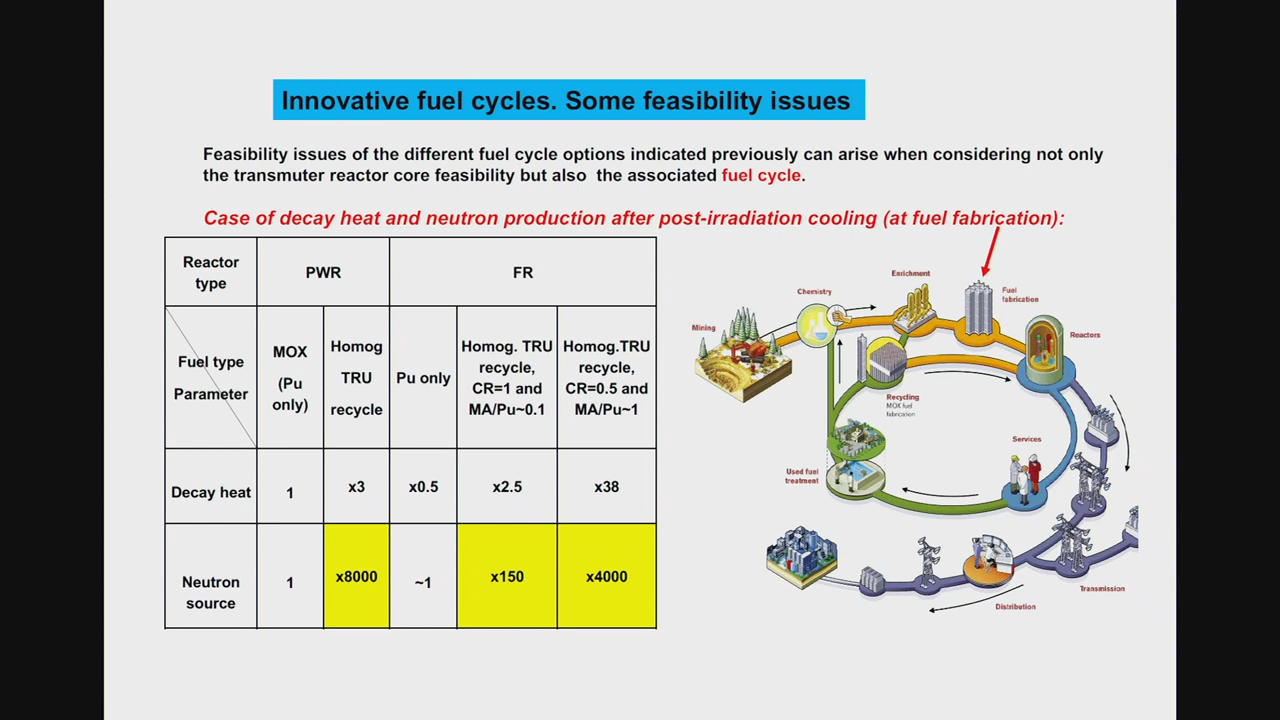 Innovative fuel cycles. Some feasibility issues
Feasibility issues of the different fuel cycle options indicated previously can arise when considering not only
the transmuter reactor core feasibility but also the associated fuel cycle.
Case of decay heat and neutron production after post-irradiation cooling (at fuel fabrication):
Reactor
type
PWR
FR
Fuel type
Parameter
MOX
(Pu
only)
Homog
TRU
recycle
Pu only
Homog. TRU
recycle,
CR=1 and
MA/Pu~0.1
Homog.TRU
recycle,
CR=0.5 and
MA/Pu~1
Decay heat
1
x3
x0.5
x2.5
x38
Neutron
source
1
x8000
~1
x150
x4000
Mining
Chemistry
Enrichment
Fuel
fabrication
Reactors
Recycling
MOX fuel
fabrication
Services
Used fuel
treatment
Transmission
Distribution